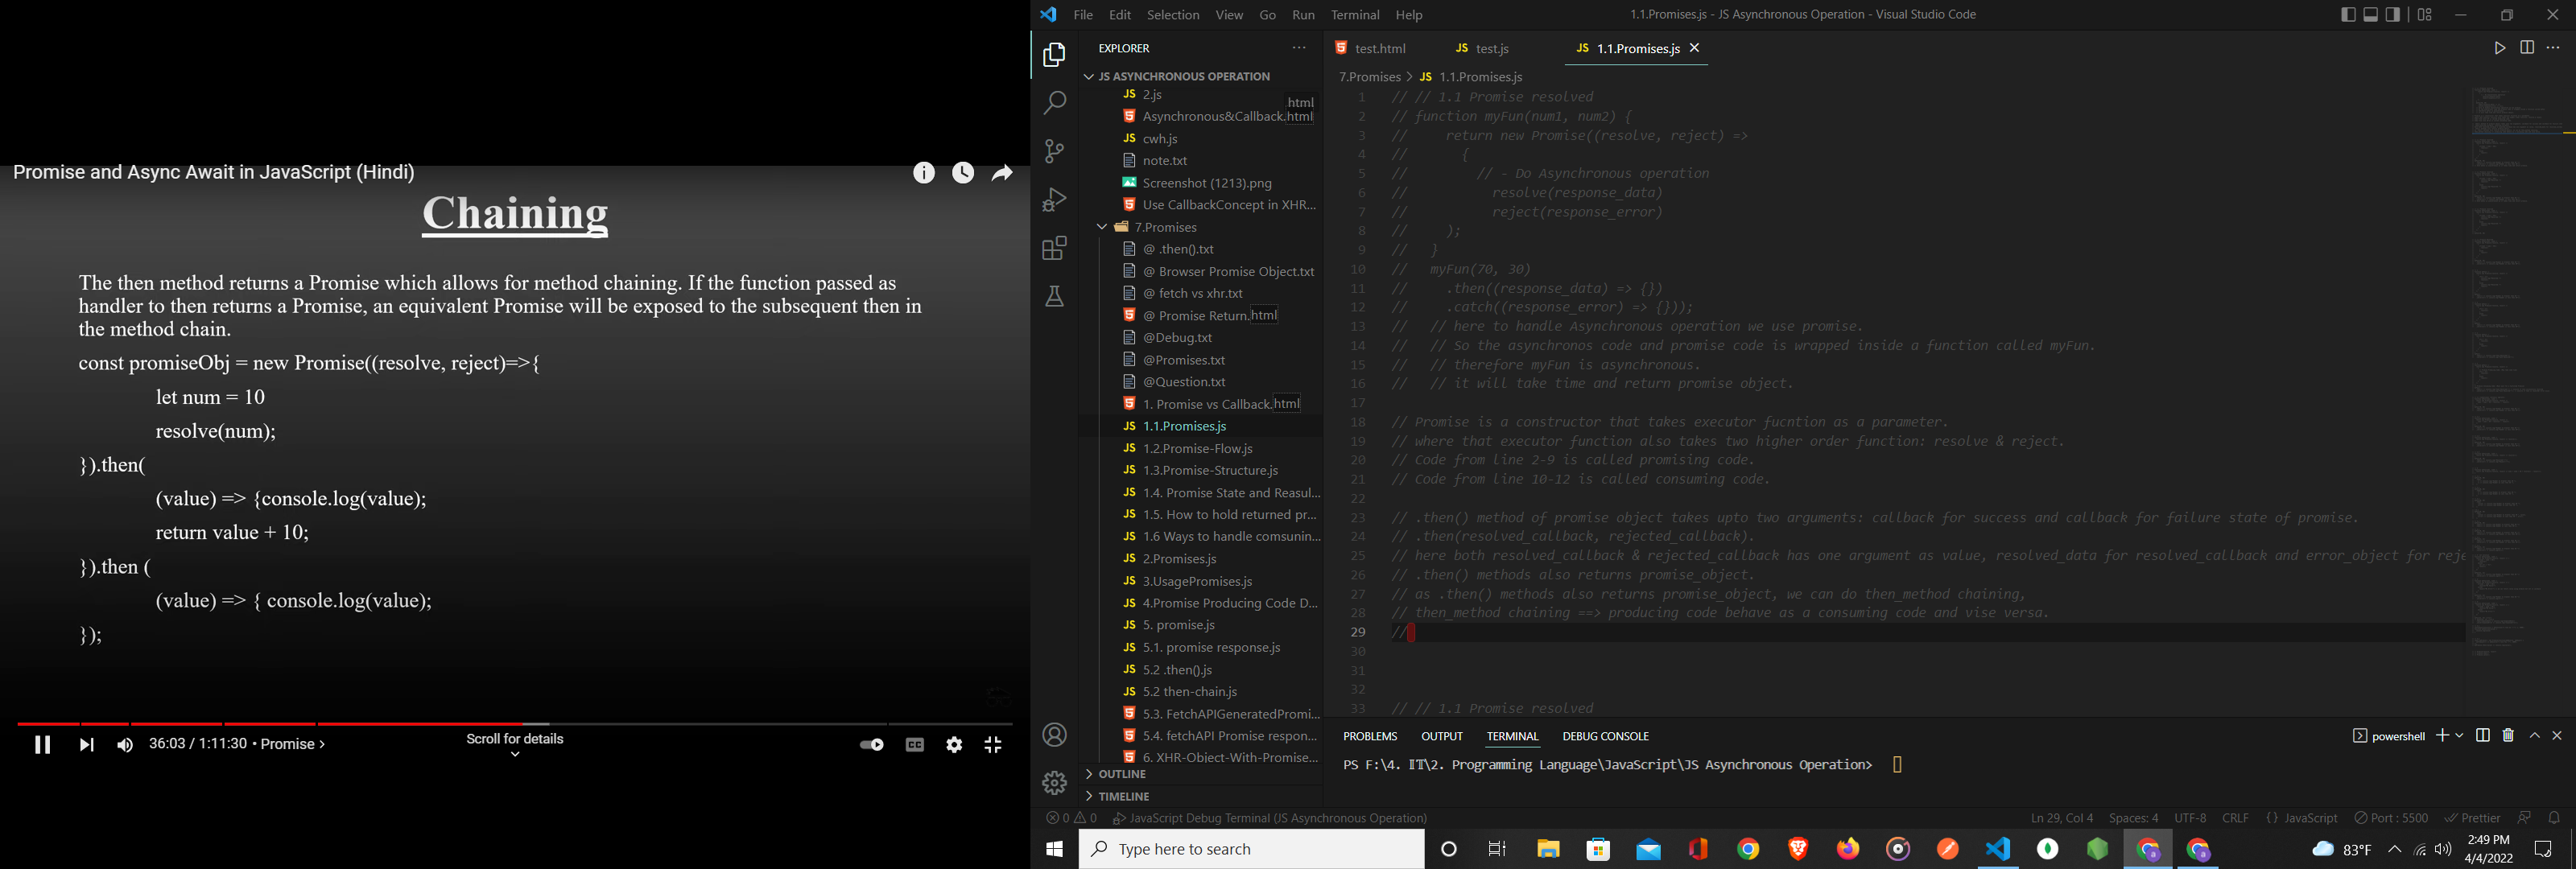 Promise and Async Await in JavaScript (Hindi)
Chaining
The then method returns a Promise which allows for method chaining. If the function passed as
handler to then returns a Promise, an equivalent Promise will be exposed to the subsequent then in
the method chain.
const promiseObj = new Promise((resolve, reject)=>{
let num = 10
resolve(num);
}).then(
(value) => {console.log(value);
return value + 10;
}).then (
(value) => { console.log(value);
});
36:03 / 1:11:30 • Promise >
Scroll for details
CC
File Edit Selection View Go Run Terminal Help
1.1.Promises.js - JS Asynchronous Operation - Visual Studio Code
EXPLORER
JS ASYNCHRONOUS OPERATION
JS 2.js
.html
Asynchronous&Callback.html
JS cwh.js
note.txt
Screenshot (1213).png
Use CallbackConcept in XHR...
7.Promises
@ .then().txt
@ Browser Promise Object.txt
@ fetch vs xhr.txt
@ Promise Return.html
@Debug.txt
@Promises.txt
@Question.txt
1. Promise vs Callback.html
JS 1.1.Promises.js
JS 1.2.Promise-Flow.js
JS 1.3.Promise-Structure.js
JS 1.4. Promise State and Reasul...
JS 1.5. How to hold returned pr...
JS 1.6 Ways to handle comsunin...
JS 2.Promises.js
JS 3.UsagePromises.js
JS 4.Promise Producing Code D...
JS 5. promise.js
JS 5.1. promise response.js
JS 5.2 .then().js
JS 5.2 then-chain.js
5.3. FetchAPIGeneratedPromi...
5.4. fetchAPI Promise respon...
6. XHR-Object-With-Promise...
OUTLINE
TIMELINE
test.html JS test.js JS 1.1.Promises.js
7.Promises > JS 1.1.Promises.js
1 // // 1.1 Promise resolved
2 // function myFun(num1, num2) {
3 // return new Promise((resolve, reject) =>
4 // {
5 // // - Do Asynchronous operation
6 // resolve(response_data)
7 // reject(response_error)
8 // );
9 // }
10 // myFun(70, 30)
11 // .then((response_data) => {})
12 // .catch((response_error) => {}));
13 // // here to handle Asynchronous operation we use promise.
14 // // So the asynchronos code and promise code is wrapped inside a function called myFun.
15 // // therefore myFun is asynchronous.
16 // // it will take time and return promise object.
17
18 // Promise is a constructor that takes executor fucntion as a parameter.
19 // where that executor function also takes two higher order function: resolve & reject.
20 // Code from line 2-9 is called promising code.
21 // Code from line 10-12 is called consuming code.
22
23 // .then() method of promise object takes upto two arguments: callback for success and callback for failure state of promise.
24 // .then(resolved_callback, rejected_callback).
25 // here both resolved_callback & rejected_callback has one argument as value, resolved_data for resolved_callback and error_object for reje
26 // .then() methods also returns promise_object.
27 // as .then() methods also returns promise_object, we can do then_method chaining,
28 // then_method chaining ==> producing code behave as a consuming code and vise versa.
29 //
30
31
32
33 // // 1.1 Promise resolved
PROBLEMS OUTPUT TERMINAL DEBUG CONSOLE
powershell
PS F:\4. IT\2. Programming Language\JavaScript\JS Asynchronous Operation>
0 0 JavaScript Debug Terminal (JS Asynchronous Operation)
Ln 29, Col 4 Spaces: 4 UTF-8 CRLF {} JavaScript Port : 5500 Prettier
Type here to search
83°F
2:49 PM
4/4/2022